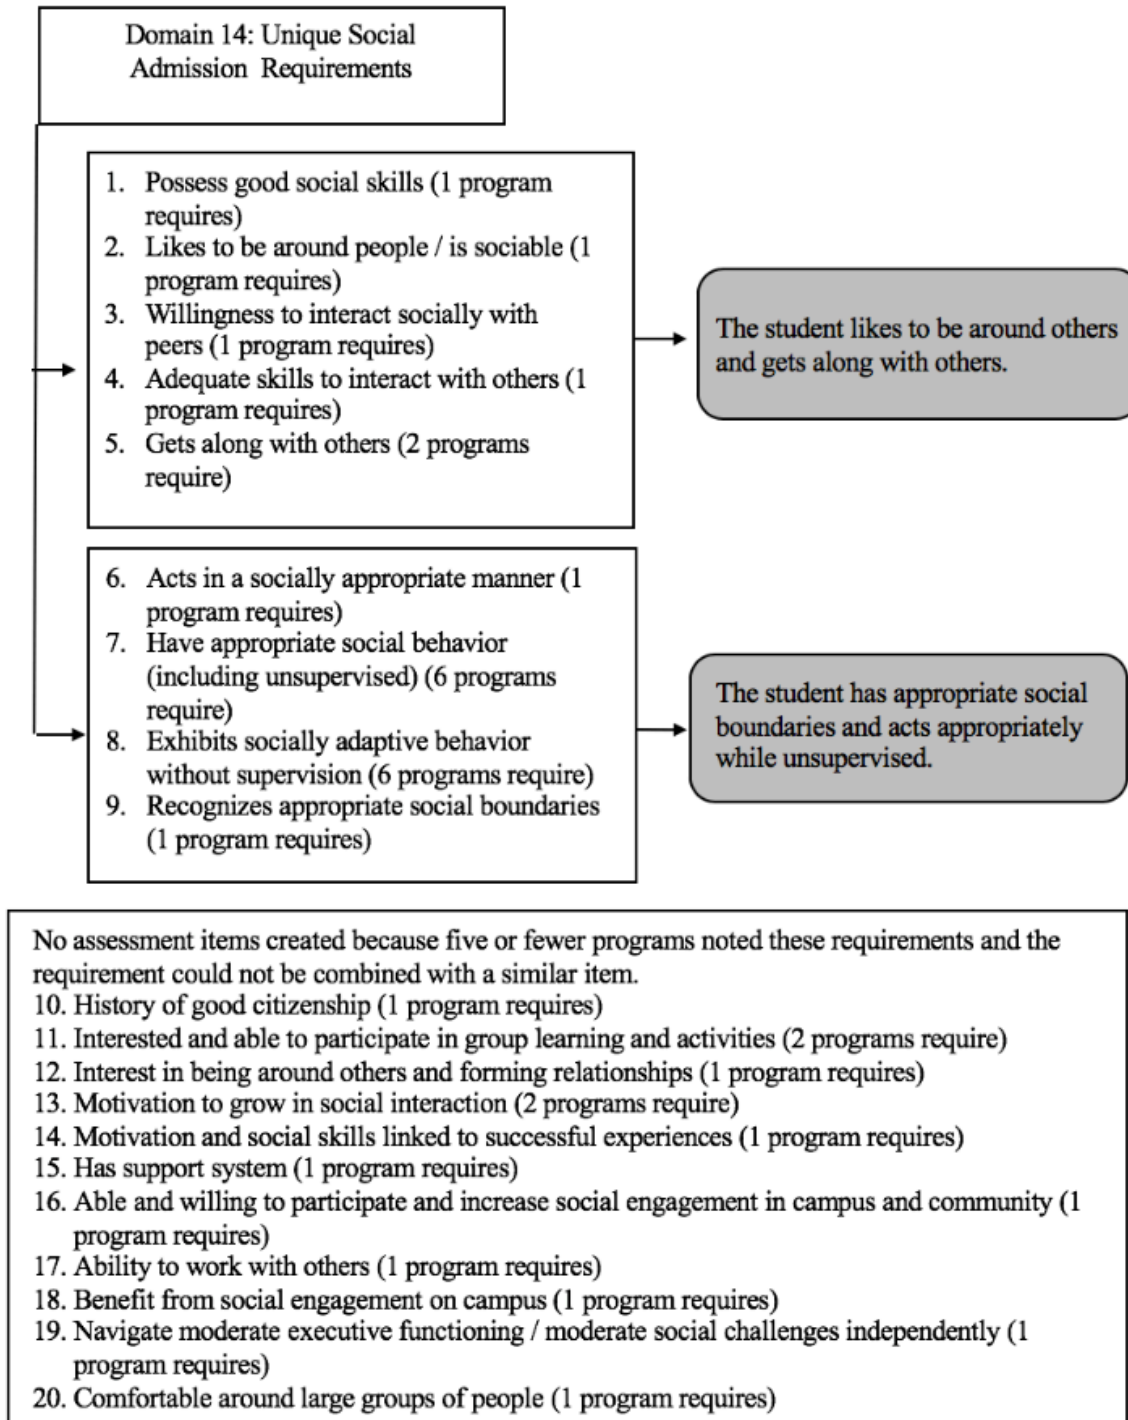 Domain 14: Unique Social
Admission Requirements
1. Possess good social skills (1 program
requires)
2. Likes to be around people / is sociable (1
program requires)
3. Willingness to interact socially with
peers (1 program requires)
4. Adequate skills to interact with others (1
program requires)
5. Gets along with others (2 programs
require)
The student likes to be around others
and gets along with others.
6. Acts in a socially appropriate manner (1
program requires)
7. Have appropriate social behavior
(including unsupervised) (6 programs
require)
8. Exhibits socially adaptive behavior
without supervision (6 programs require)
9. Recognizes appropriate social boundaries
(1 program requires)
The student has appropriate social
boundaries and acts appropriately
while unsupervised.
No assessment items created because five or fewer programs noted these requirements and the
requirement could not be combined with a similar item.
10. History of good citizenship (1 program requires)
11. Interested and able to participate in group learning and activities (2 programs require)
12. Interest in being around others and forming relationships (1 program requires)
13. Motivation to grow in social interaction (2 programs require)
14. Motivation and social skills linked to successful experiences (1 program requires)
15. Has support system (1 program requires)
16. Able and willing to participate and increase social engagement in campus and community (1
program requires)
17. Ability to work with others (1 program requires)
18. Benefit from social engagement on campus (1 program requires)
19. Navigate moderate executive functioning / moderate social challenges independently (1
program requires)
20. Comfortable around large groups of people (1 program requires)